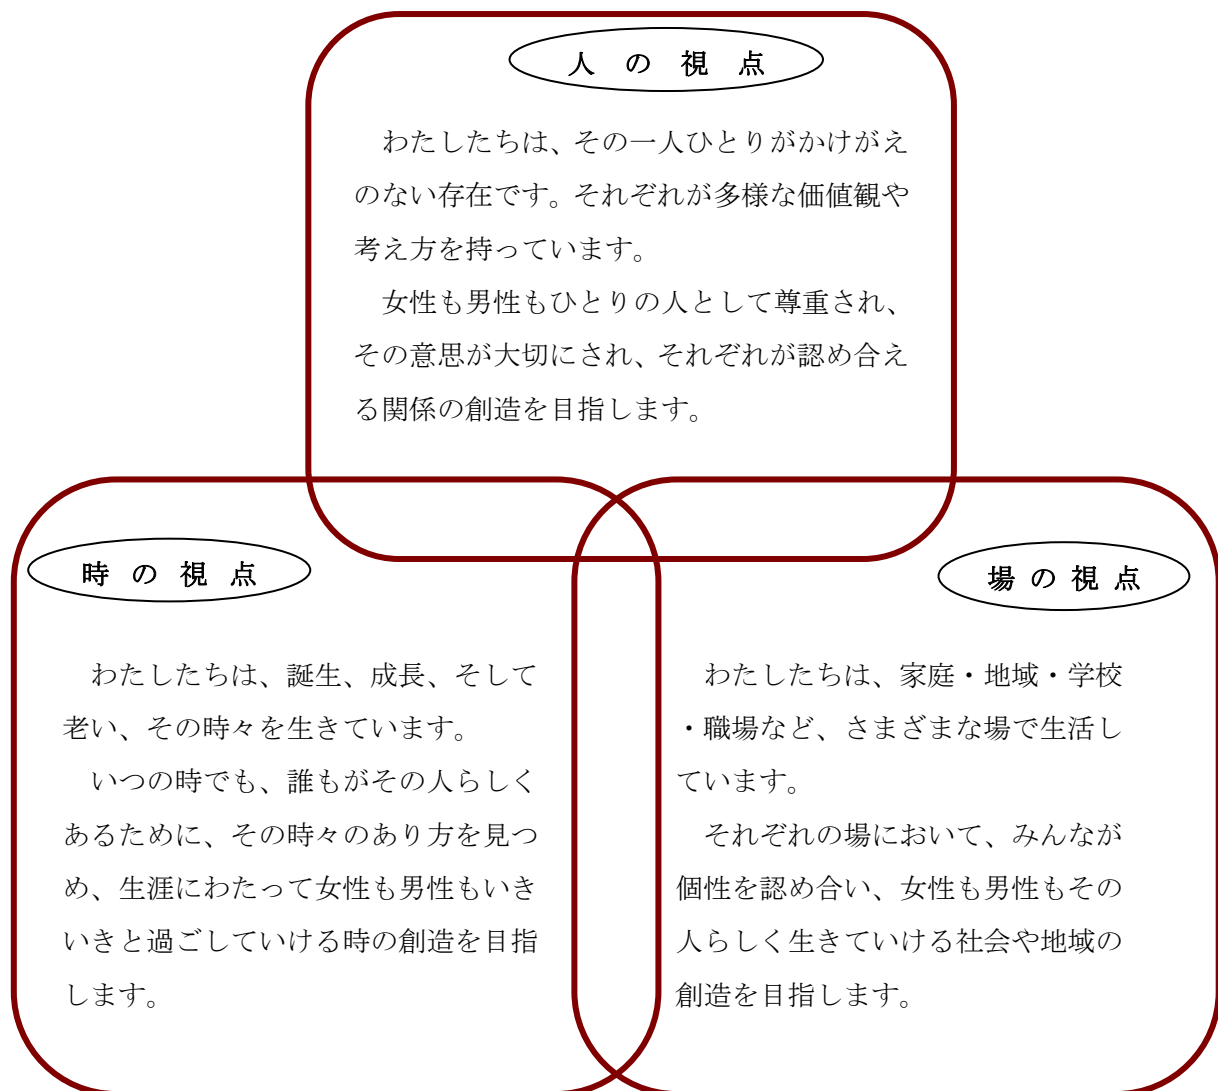 人の視点
わたしたちは、その一人ひとりがかけがえ
のない存在です。それぞれが多様な価値観や
考え方を持っています。
女性も男性もひとりの人として尊重され、
その意思が大切にされ、それぞれが認め合え
る関係の創造を目指します。
時の視点
わたしたちは、誕生、成長、そして
老い、その時々を生きています。
いつの時でも、誰もがその人らしく
あるために、その時々のあり方を見つ
め、生涯にわたって女性も男性もいき
いきと過ごしていける時の創造を目指
します。
場の視点
わたしたちは、家庭・地域・学校
・職場など、さまざまな場で生活し
ています。
それぞれの場において、みんなが
個性を認め合い、女性も男性もその
人らしく生きていける社会や地域の
創造を目指します。